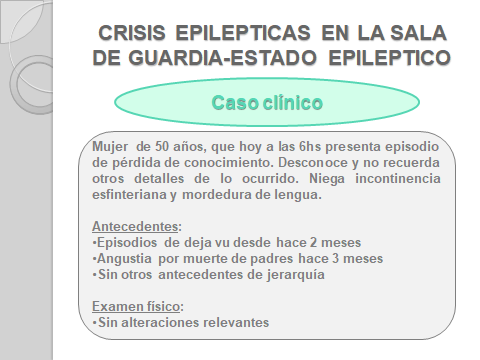 CRISIS EPILEPTICAS EN LA SALA
DE GUARDIA-ESTADO EPILEPTICO
Caso clínico
Mujer de 50 años, que hoy a las 6hs presenta episodio
de pérdida de conocimiento. Desconoce y no recuerda
otros detalles de lo ocurrido. Niega incontinencia
esfinteriana y mordedura de lengua.
Antecedentes:
•Episodios de deja vu desde hace 2 meses
•Angustia por muerte de padres hace 3 meses
•Sin otros antecedentes de jerarquía
Examen físico:
•Sin alteraciones relevantes